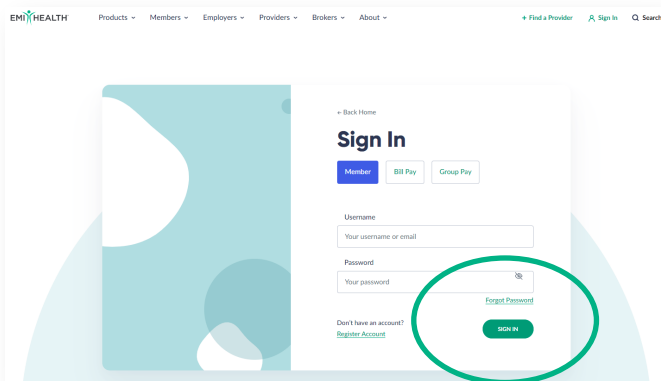 EMI HEALTH Products Members Employers Providers Brokers About + Find a Provider Sign In Search
← Back Home
Sign In
Member Bill Pay Group Pay
Username
Your username or email
Password
Your password
Forgot Password
Don't have an account?
SIGN IN
Register Account